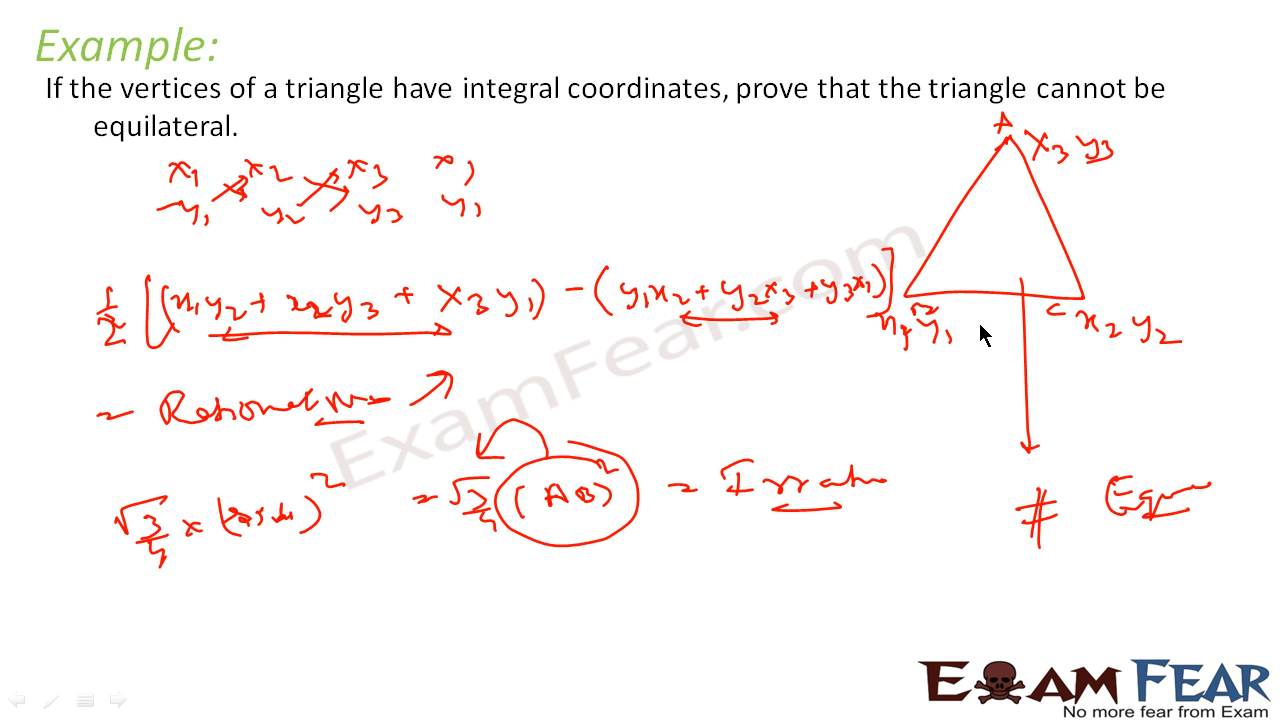 Example:
If the vertices of a triangle have integral coordinates, prove that the triangle cannot be
equilateral.
A
x3 y3
x1 x2 x3 x1
y1 y2 y3 y1
1/2 [(x1y2 + x2y3 + x3y1) - (y1x2 + y2x3 + y3x1)]
B
x1 y1
C x2 y2
= Rational
√3/4 × ( )² = √3/4 (AB)² = 
≠
ExamFear.com
EXAM FEAR
No more fear from Exam